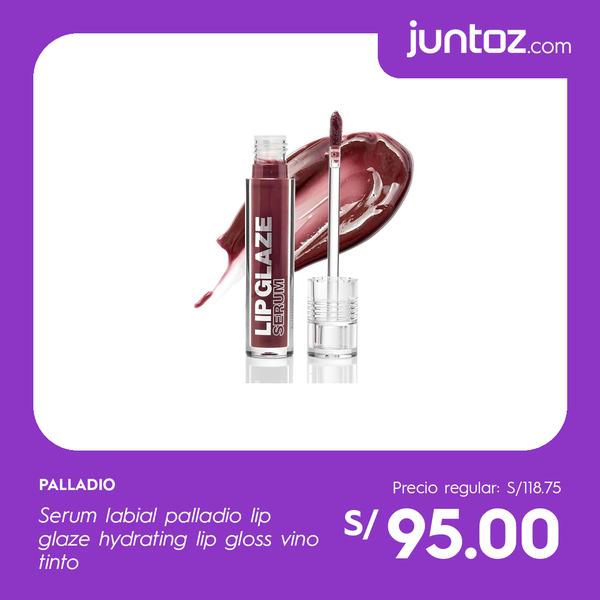 juntoz.com
LIP GLAZE
SERUM
PALLADIO
Serum labial palladio lip
glaze hydrating lip gloss vino
tinto
Precio regular: S/118.75
S/ 95.00